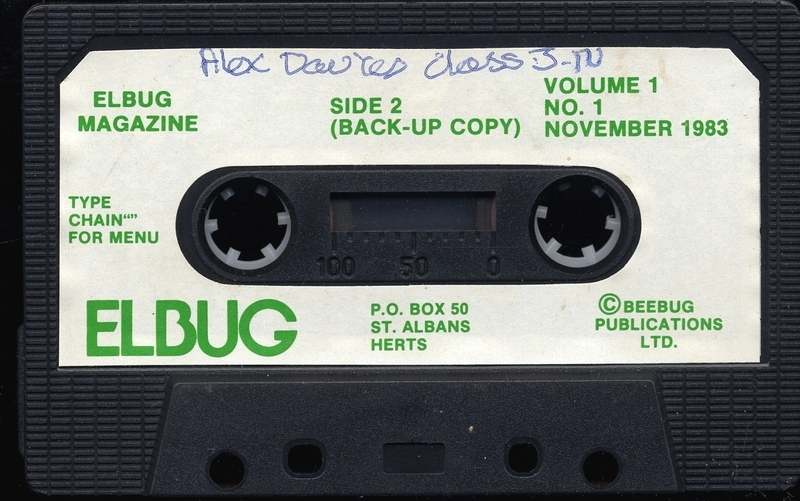 Alex Davies class 3-N
ELBUG
MAGAZINE
SIDE 2
(BACK-UP COPY)
VOLUME 1
NO. 1
NOVEMBER 1983
TYPE
CHAIN“”
FOR MENU
100 50 0
ELBUG
P.O. BOX 50
ST. ALBANS
HERTS
©BEEBUG
PUBLICATIONS
LTD.